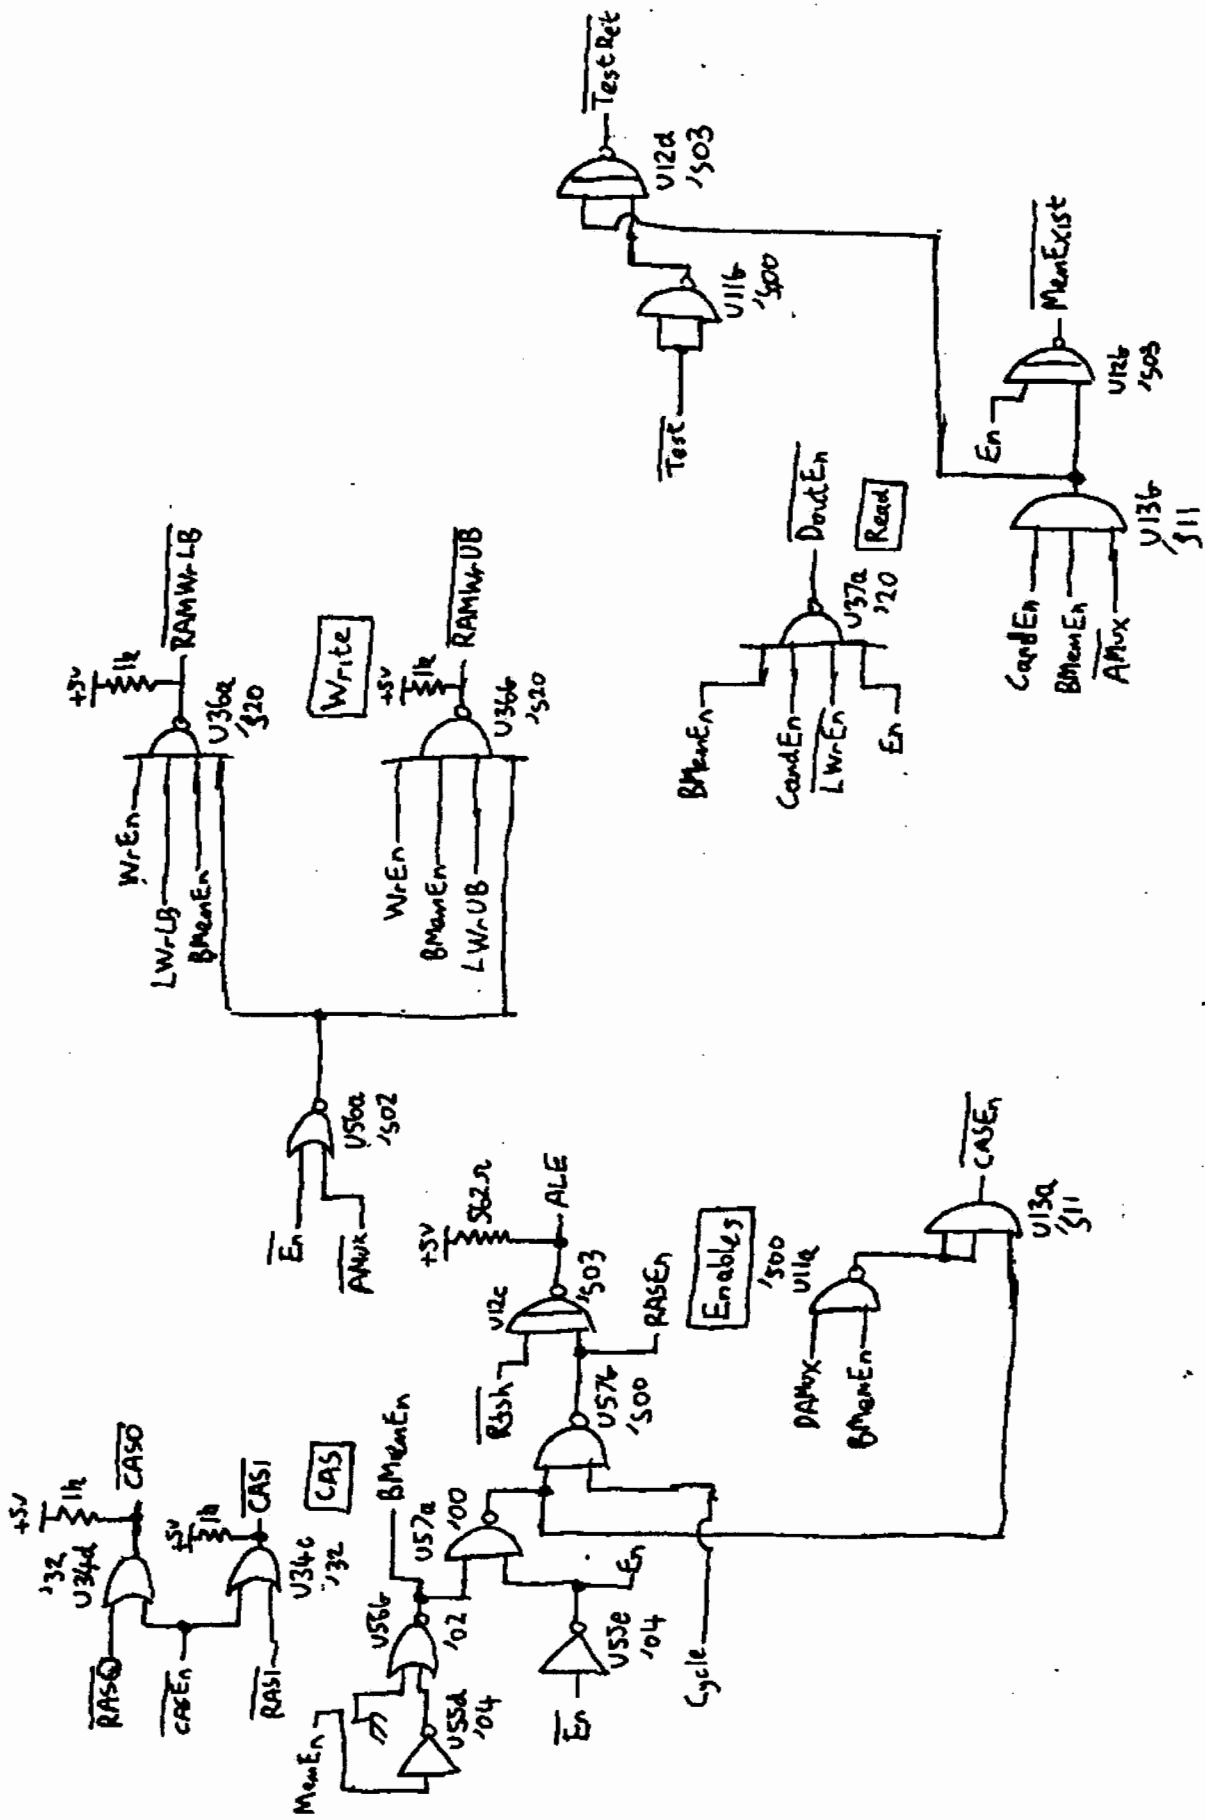 +5V
1k
'32
U34d
CAS0
RAS0
CASEn
RAS1
+5V
1k
CAS1
U34c
'32
CAS
MemEn
U55d
'04
U56b
'02
BMemEn
U57a
'00
En
U55e
'04
En
Cycle
Rfsh
U57b
'S00
U12c
'S03
+5V
562Ω
ALE
RASEn
Enables
DAMux
BMemEn
'S00
U11a
U13a
'S11
CASEn
En
AMux
U56a
'S02
WrEn
LWrLB
BMemEn
+5V
1k
RAMWrLB
U36a
'S20
Write
WrEn
BMemEn
LWrUB
+5V
1k
RAMWrUB
U36b
'S20
BMemEn
CardEn
LWrEn
En
DoutEn
U37a
'20
Read
Test
U11b
'S00
U12d
'S03
TestRet
CardEn
BMemEn
AMux
U13b
'S11
En
U12b
'S03
MemExist